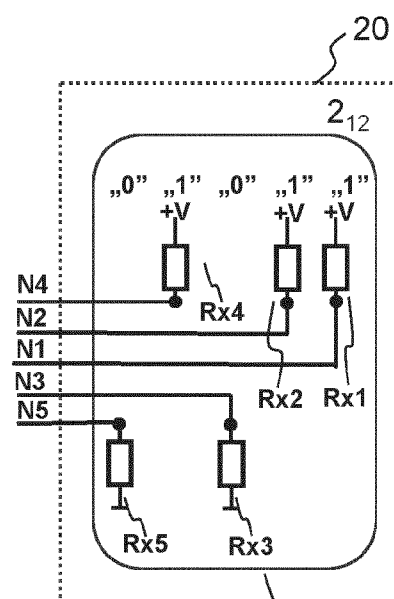 20
2₁₂
„0” „1” „0” „1” „1”
+V +V +V
N4
Rx4
N2
N1
Rx2 Rx1
N3
N5
Rx5 Rx3